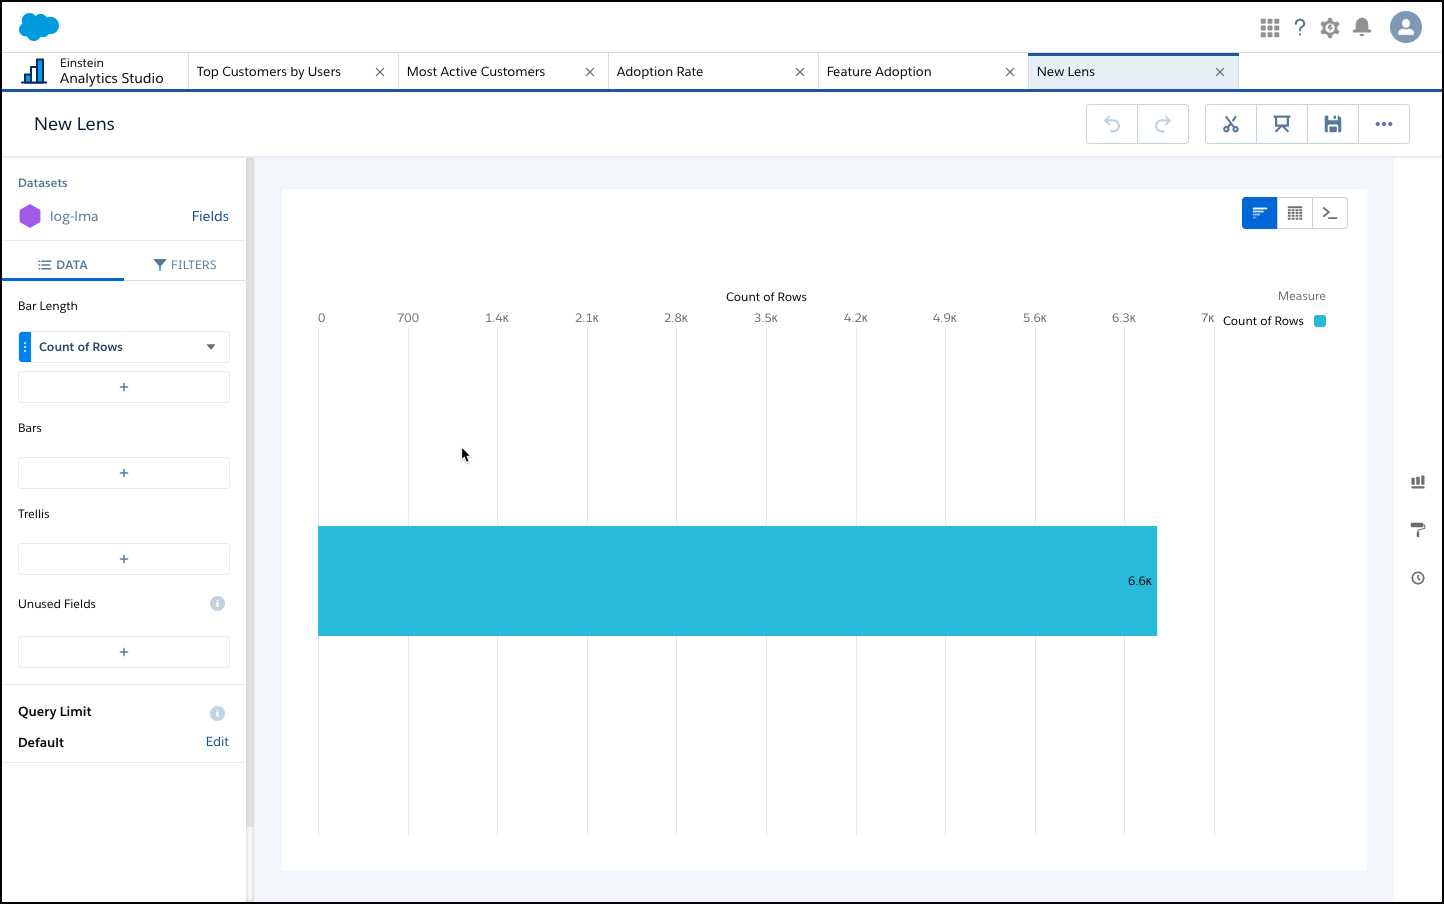 Einstein
Analytics Studio
Top Customers by Users
Most Active Customers
Adoption Rate
Feature Adoption
New Lens
New Lens
Datasets
log-lma
Fields
DATA
FILTERS
Bar Length
Count of Rows
+
Bars
+
Trellis
+
Unused Fields
+
Query Limit
Default
Edit
Count of Rows
0 700 1.4K 2.1K 2.8K 3.5K 4.2K 4.9K 5.6K 6.3K 7K
6.6K
Measure
Count of Rows